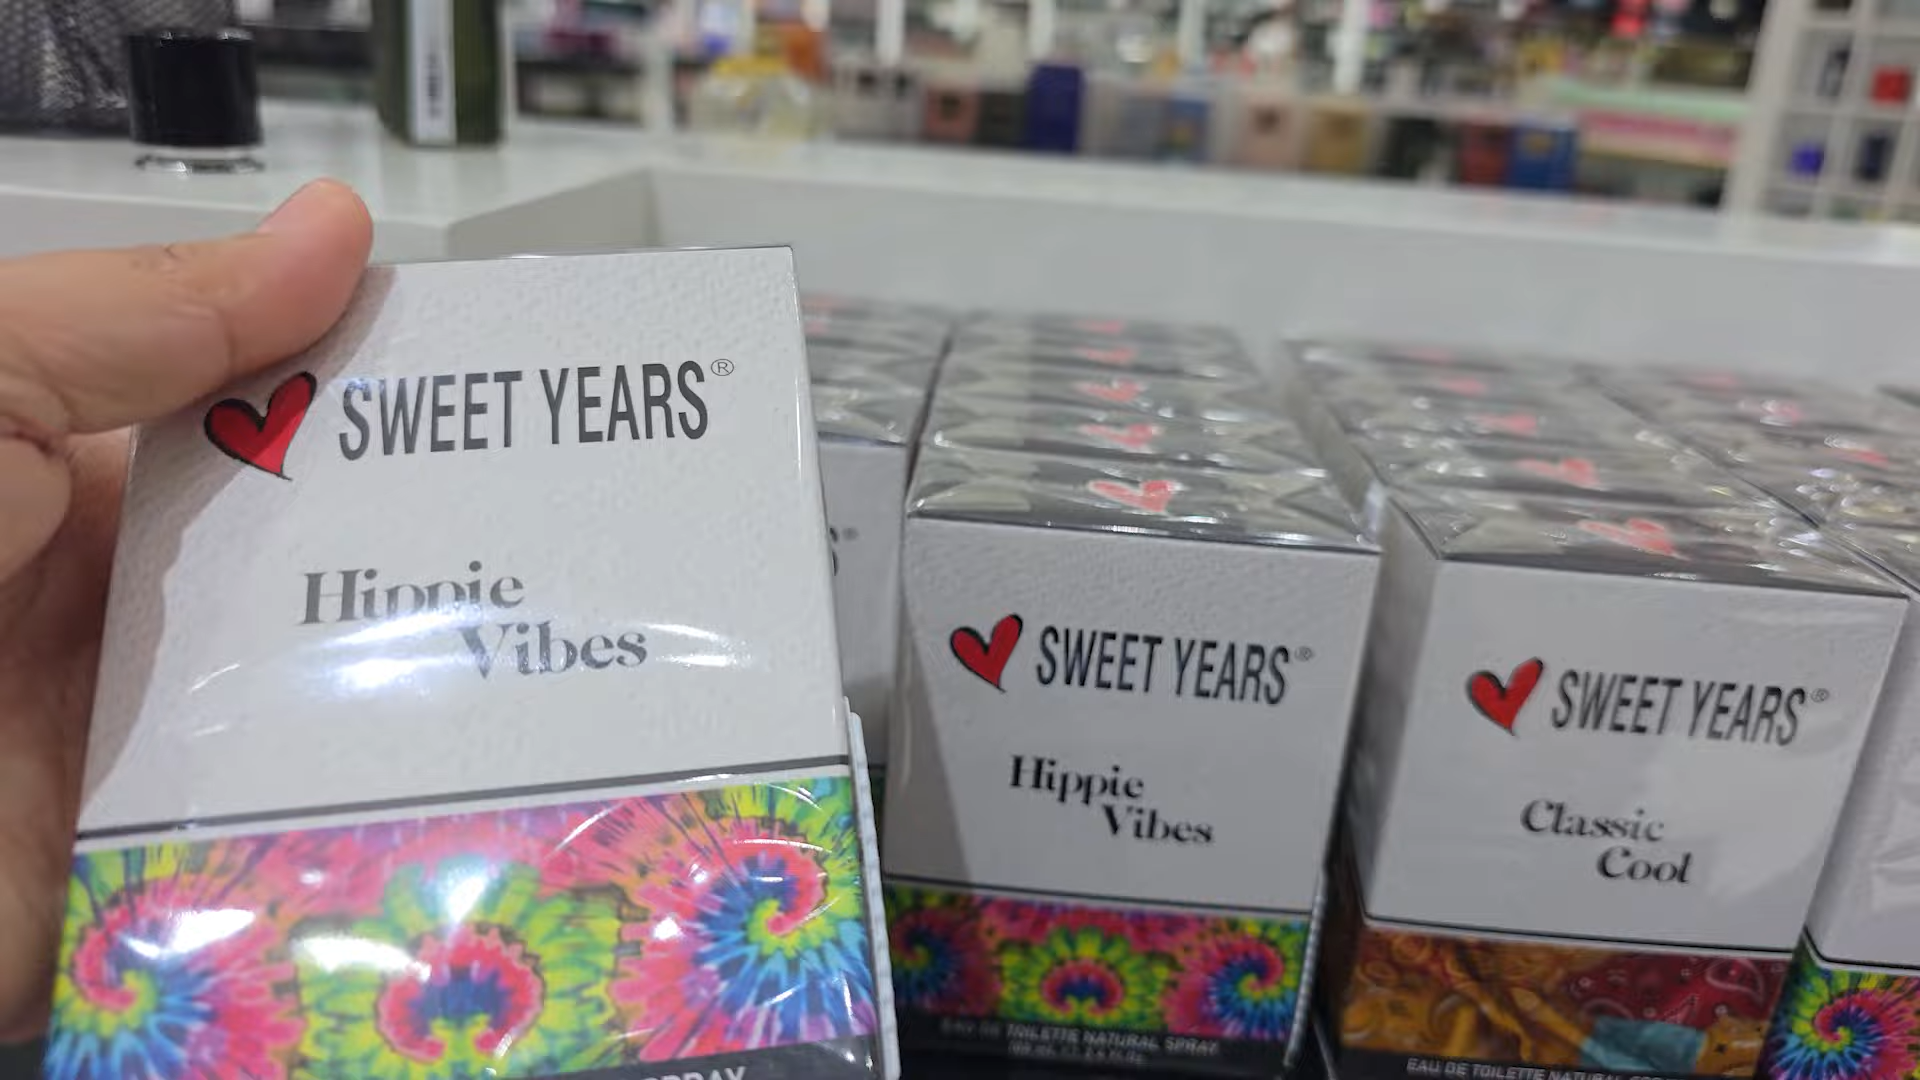 SWEET YEARS®
Hippie
Vibes
SPRAY
SWEET YEARS®
Hippie
Vibes
EAU DE TOILETTE NATURAL SPRAY
SWEET YEARS®
Classic
Cool
EAU DE TOILETTE NATURAL